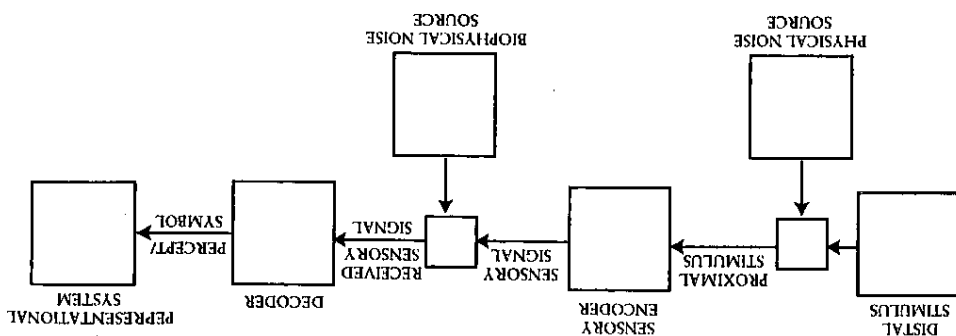 DISTAL
STIMULUS
PROXIMAL
STIMULUS
SENSORY
ENCODER
SENSORY
SIGNAL
RECEIVED
SENSORY
SIGNAL
DECODER
PERCEPT/
SYMBOL
PEPRESENTATIONAL
SYSTEM
PHYSICAL NOISE
SOURCE
BIOPHYSICAL NOISE
SOURCE